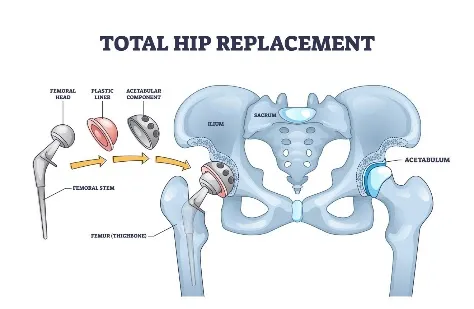 TOTAL HIP REPLACEMENT
FEMORAL
HEAD
PLASTIC
LINER
ACETABULAR
COMPONENT
ILIUM
SACRUM
ACETABULUM
FEMORAL STEM
FEMUR (THIGHBONE)